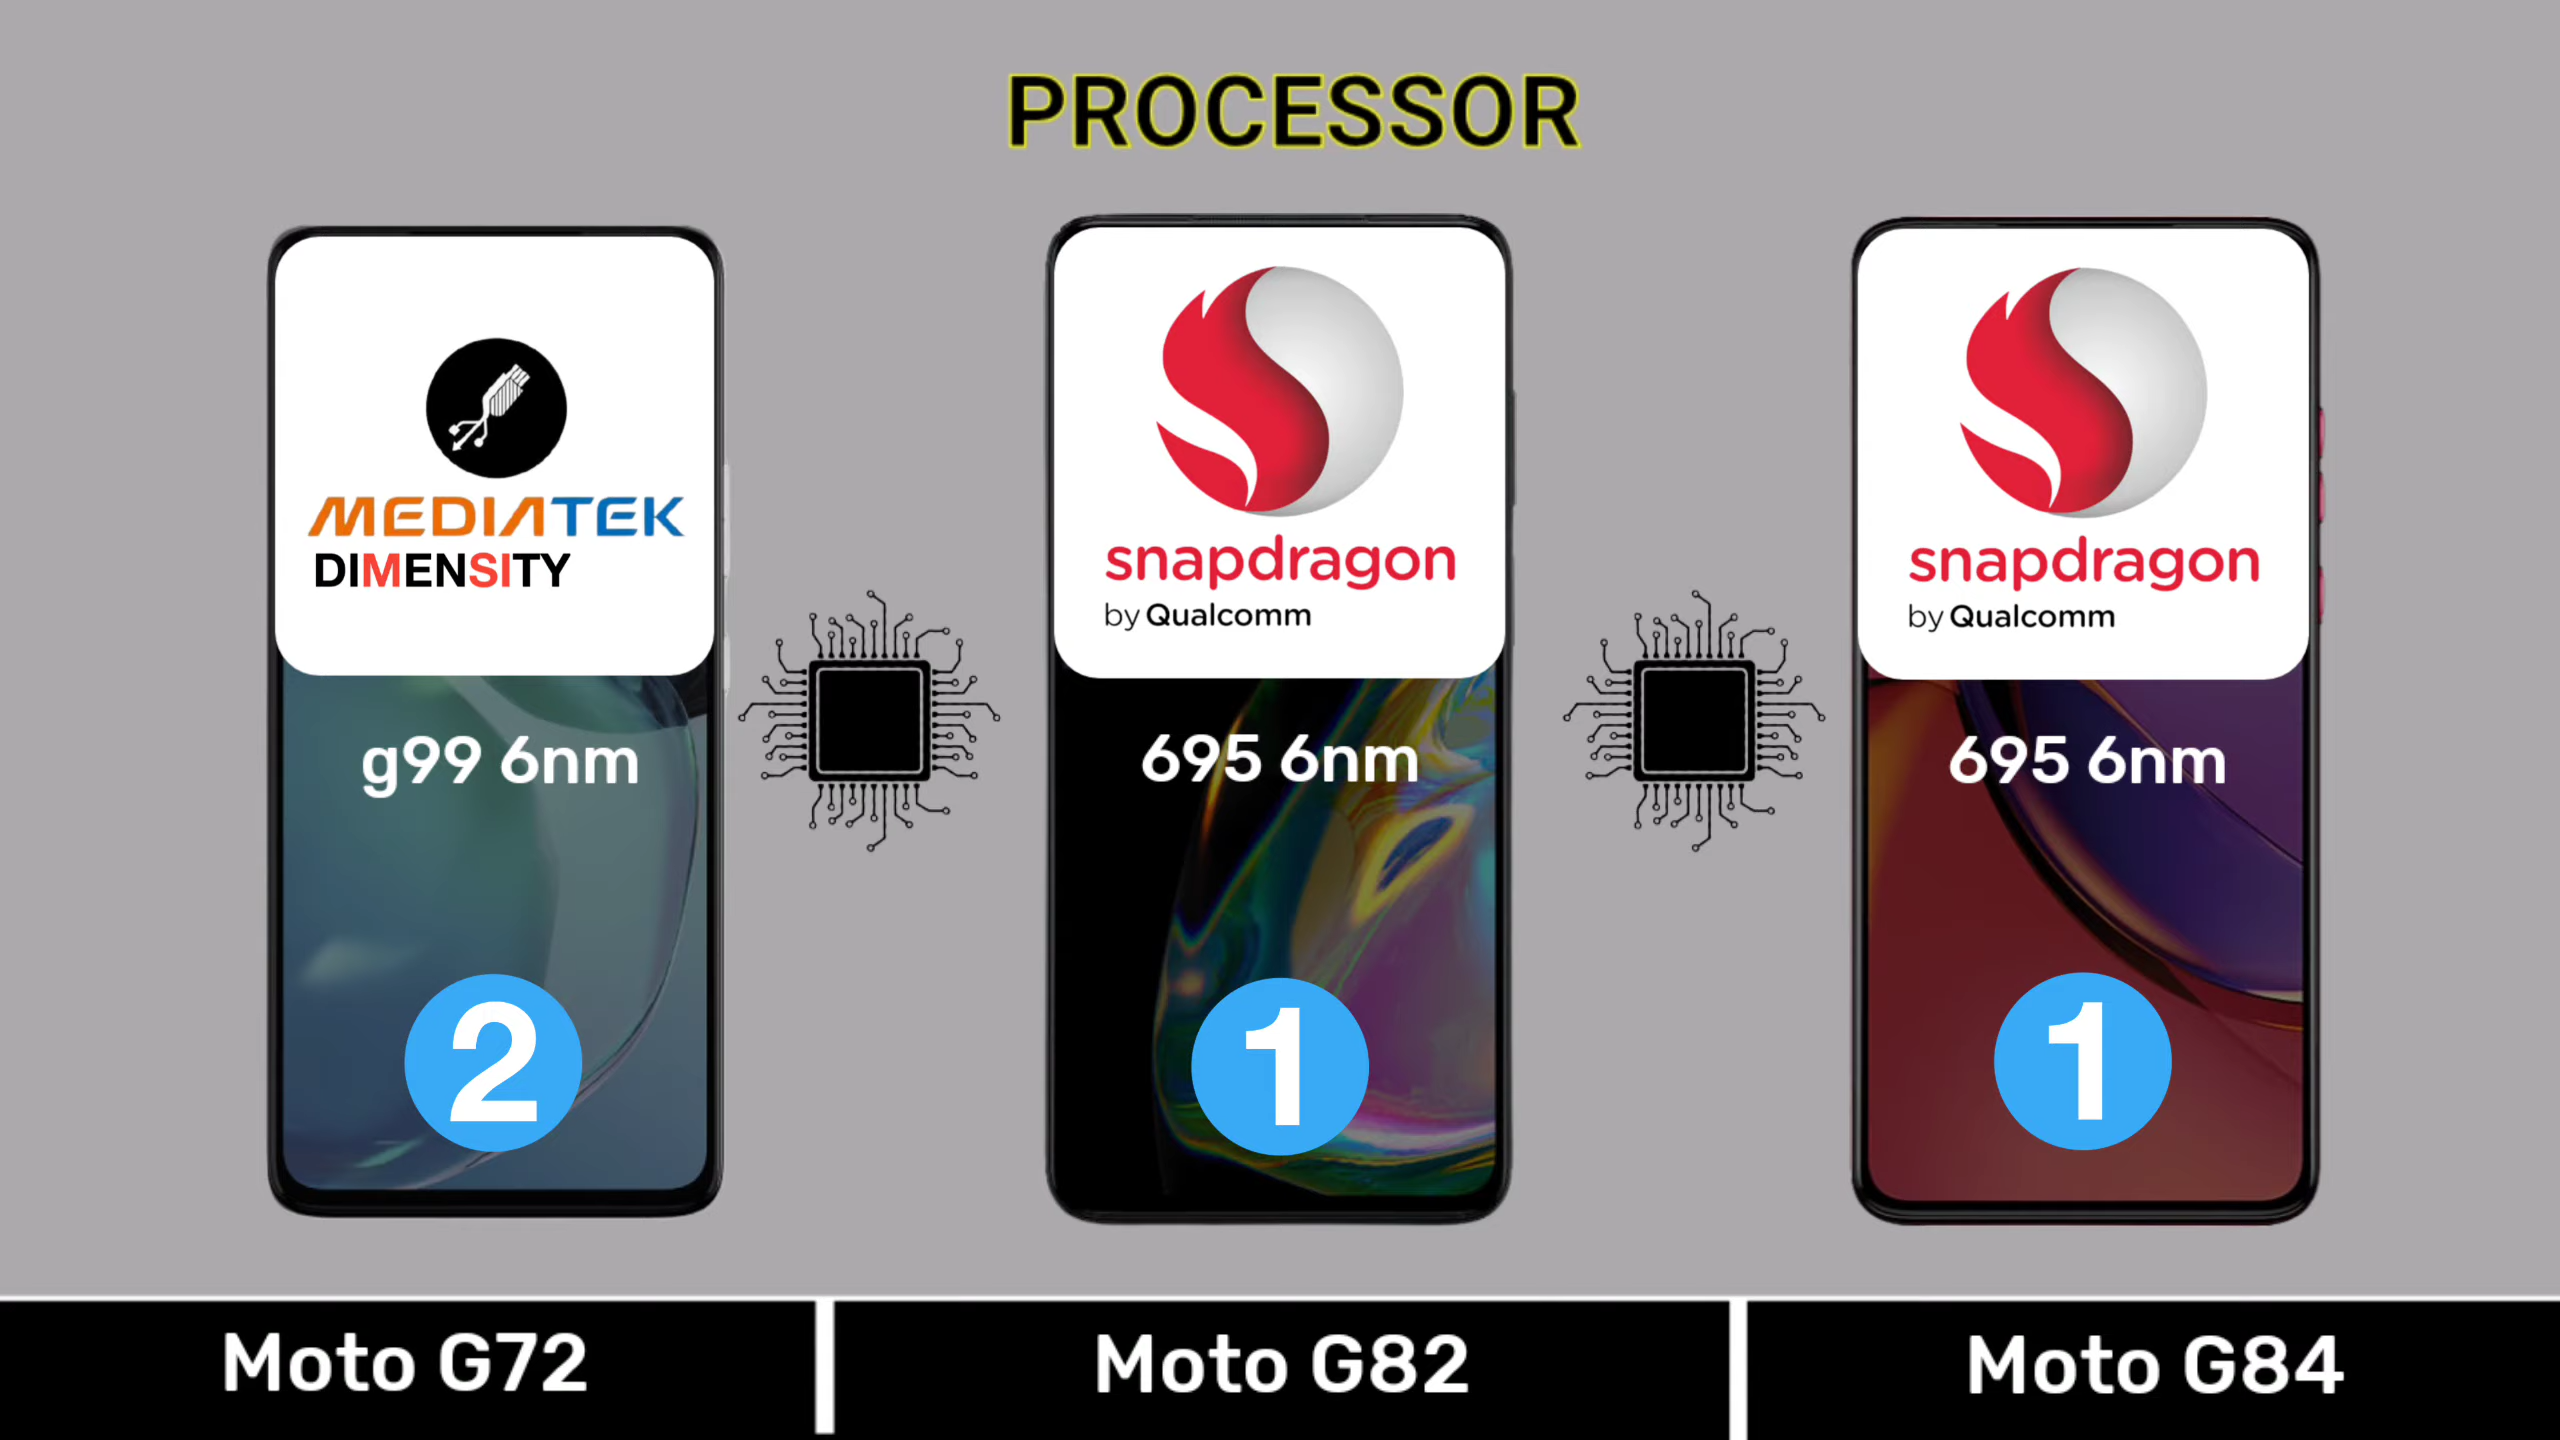 PROCESSOR
MEDIATEK
DIMENSITY
g99 6nm
2
snapdragon
by Qualcomm
695 6nm
1
snapdragon
by Qualcomm
695 6nm
1
Moto G72
Moto G82
Moto G84